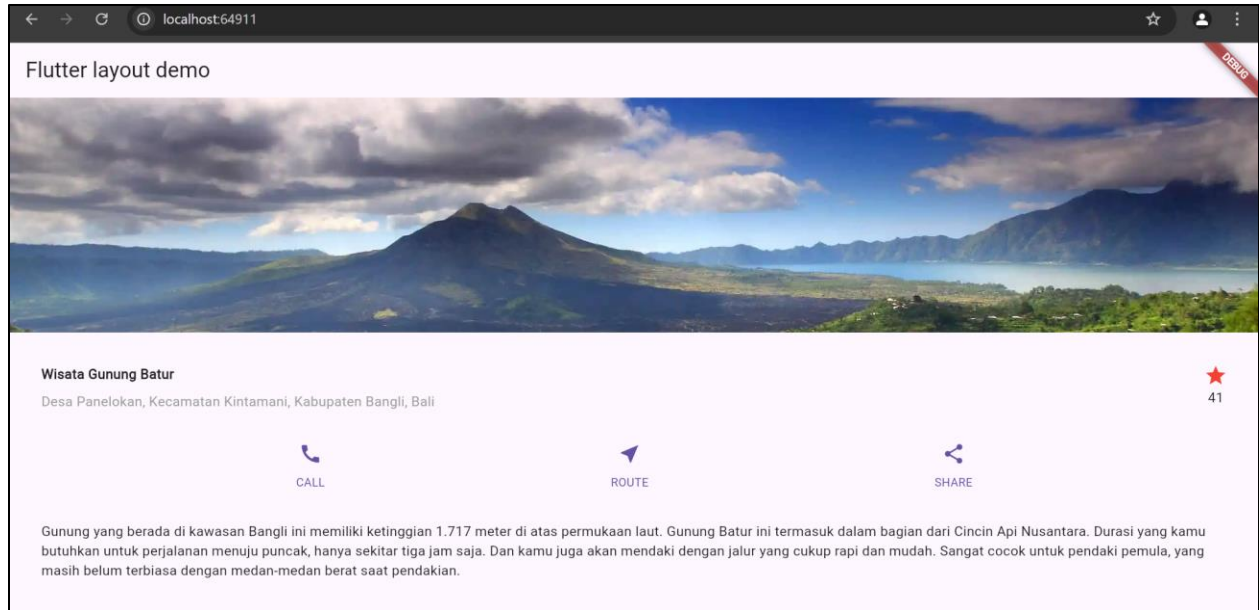 localhost:64911
Flutter layout demo
DEBUG
Wisata Gunung Batur
Desa Panelokan, Kecamatan Kintamani, Kabupaten Bangli, Bali
41
CALL
ROUTE
SHARE
Gunung yang berada di kawasan Bangli ini memiliki ketinggian 1.717 meter di atas permukaan laut. Gunung Batur ini termasuk dalam bagian dari Cincin Api Nusantara. Durasi yang kamu
butuhkan untuk perjalanan menuju puncak, hanya sekitar tiga jam saja. Dan kamu juga akan mendaki dengan jalur yang cukup rapi dan mudah. Sangat cocok untuk pendaki pemula, yang
masih belum terbiasa dengan medan-medan berat saat pendakian.